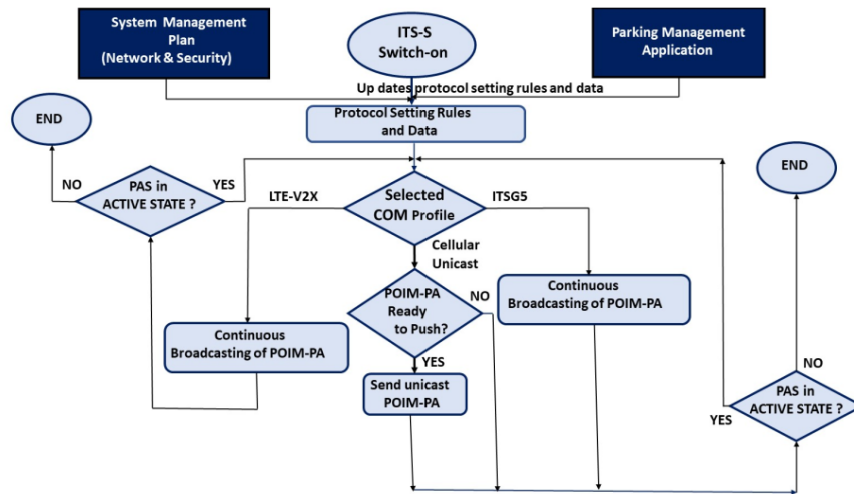 System Management
Plan
(Network & Security)
ITS-S
Switch-on
Parking Management
Application
Up dates protocol setting rules and data
Protocol Setting Rules
and Data
END
NO
PAS in
ACTIVE STATE ?
YES
LTE-V2X
Selected
COM Profile
ITSG5
END
Cellular
Unicast
POIM-PA
Ready
to Push?
NO
Continuous
Broadcasting of POIM-PA
Continuous
Broadcasting of POIM-PA
YES
Send unicast
POIM-PA
NO
PAS in
ACTIVE STATE ?
YES